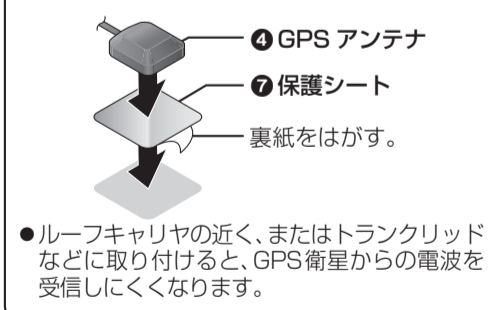 ❹ GPS アンテナ
❼ 保護シート
裏紙をはがす。
●ルーフキャリヤの近く、またはトランクリッド
などに取り付けると、GPS衛星からの電波を
受信しにくくなります。